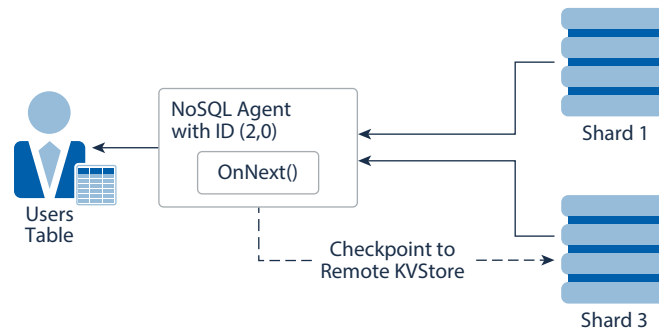 NoSQL Agent
with ID (2,0)
OnNext()
Shard 1
Users
Table
Checkpoint to
Remote KVStore
Shard 3